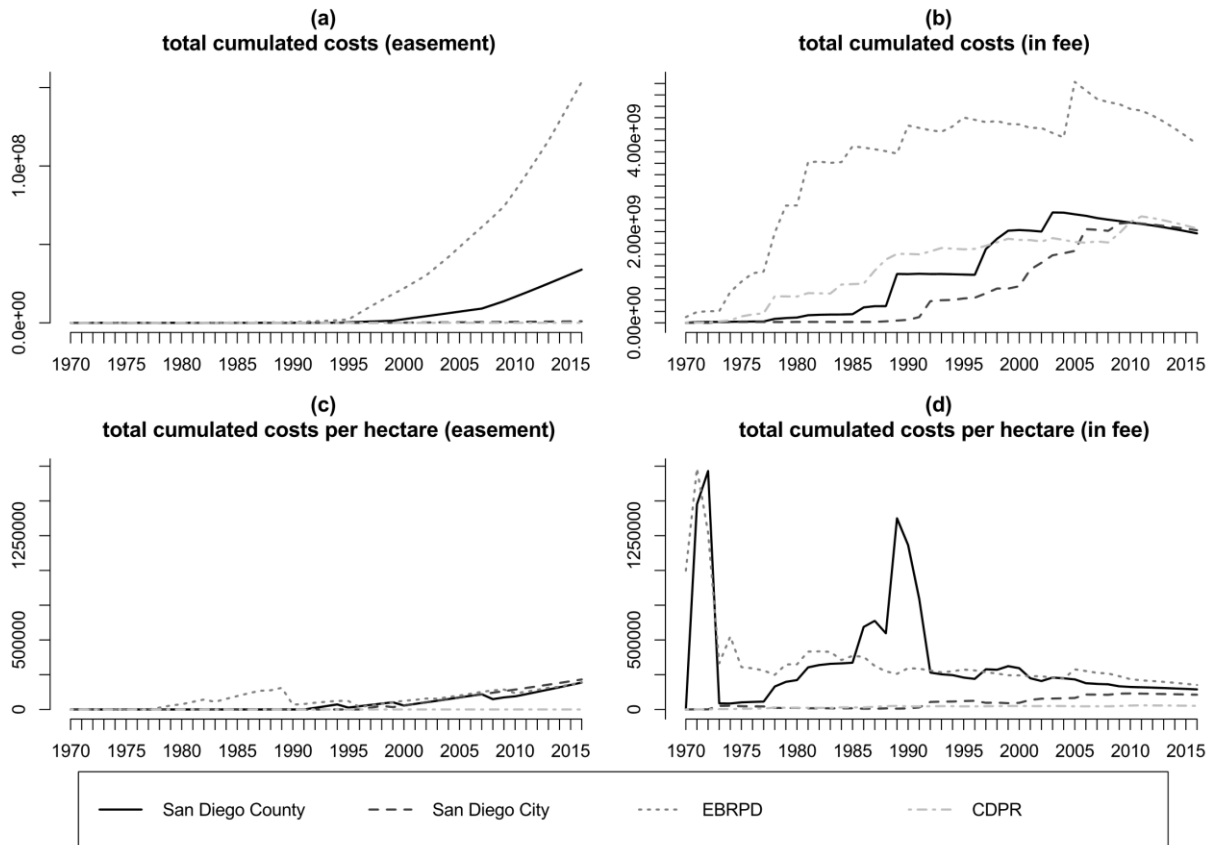 (a)
total cumulated costs (easement)
0.0e+00 1.0e+08
1970 1975 1980 1985 1990 1995 2000 2005 2010 2015
(b)
total cumulated costs (in fee)
0.00e+00 2.00e+09 4.00e+09
1970 1975 1980 1985 1990 1995 2000 2005 2010 2015
(c)
total cumulated costs per hectare (easement)
0 500000 1250000
1970 1975 1980 1985 1990 1995 2000 2005 2010 2015
(d)
total cumulated costs per hectare (in fee)
0 500000 1250000
1970 1975 1980 1985 1990 1995 2000 2005 2010 2015
San Diego County San Diego City EBRPD CDPR